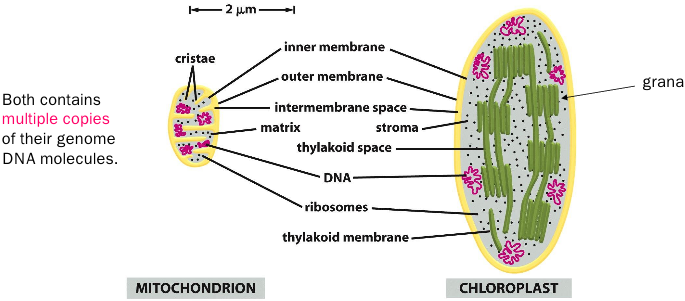 2 μm
cristae
inner membrane
outer membrane
intermembrane space
matrix
stroma
thylakoid space
DNA
ribosomes
thylakoid membrane
grana
Both contains
multiple copies
of their genome
DNA molecules.
MITOCHONDRION
CHLOROPLAST